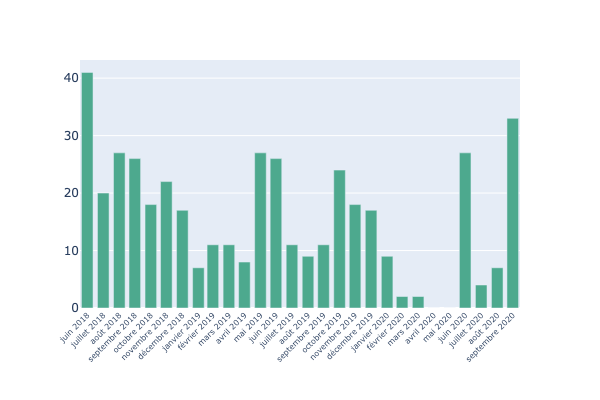 40
30
20
10
0
juin 2018
juillet 2018
août 2018
septembre 2018
octobre 2018
novembre 2018
décembre 2018
janvier 2019
février 2019
mars 2019
avril 2019
mai 2019
juin 2019
juillet 2019
août 2019
septembre 2019
octobre 2019
novembre 2019
décembre 2019
janvier 2020
février 2020
mars 2020
avril 2020
mai 2020
juin 2020
juillet 2020
août 2020
septembre 2020